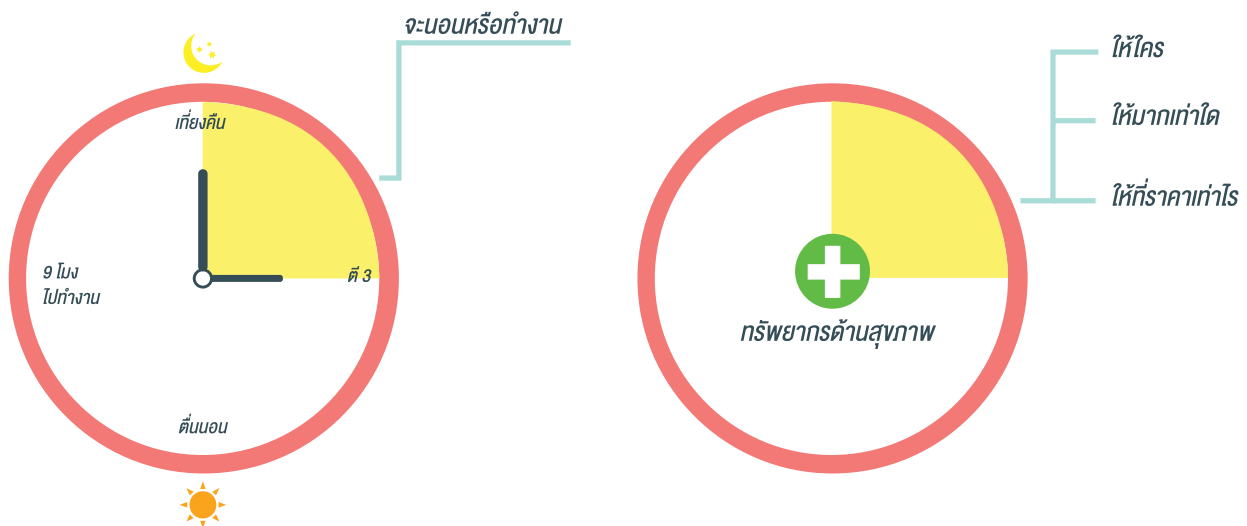 จะนอนหรือทำงาน
เที่ยงคืน
ตี 3
9 โมง
ไปทำงาน
ตื่นนอน
ให้ใคร
ให้มากเท่าใด
ให้ที่ราคาเท่าไร
ทรัพยากรด้านสุขภาพ